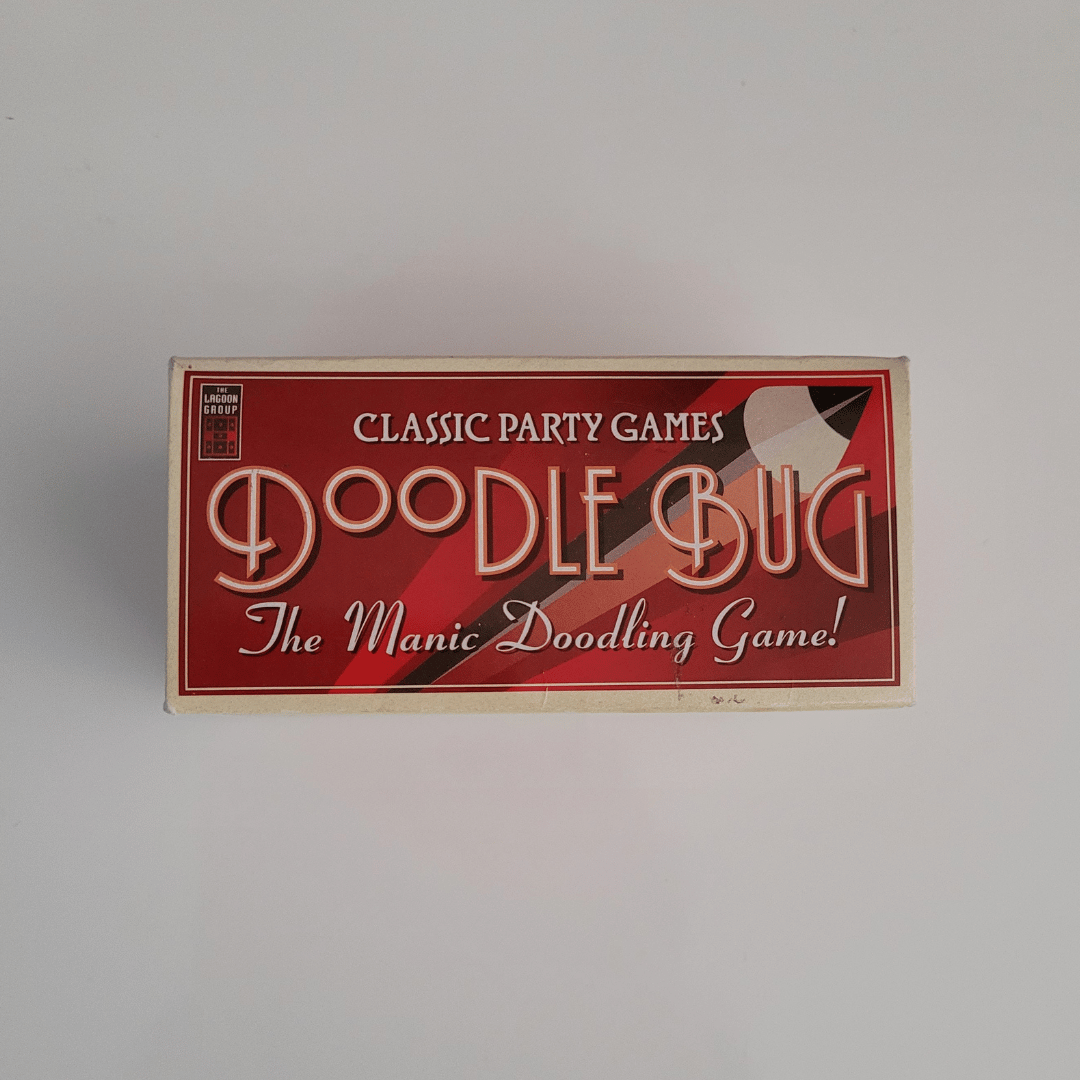 THE
LAGOON
GROUP
CLASSIC PARTY GAMES
DOODLE BUG
The Manic Doodling Game!